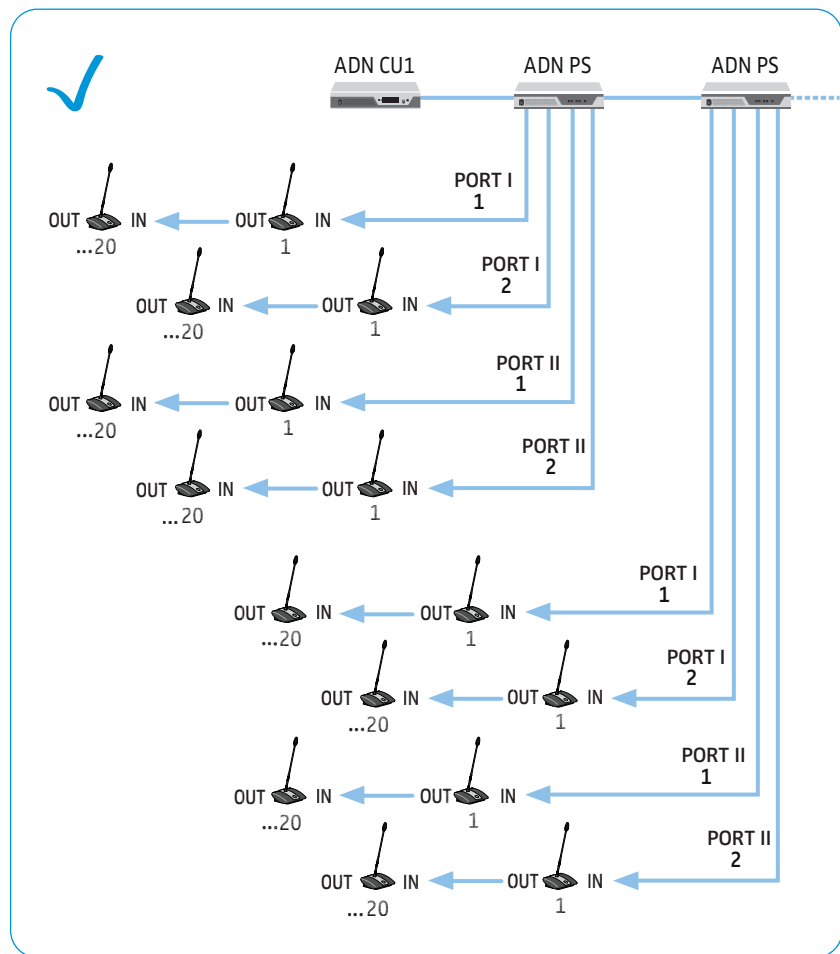 ADN CU1 ADN PS ADN PS
PORT I
1
OUT IN OUT IN
...20 1
PORT I
2
OUT IN OUT IN
...20 1
PORT II
1
OUT IN OUT IN
...20 1
PORT II
2
OUT IN OUT IN
...20 1
PORT I
1
OUT IN OUT IN
...20 1
PORT I
2
OUT IN OUT IN
...20 1
PORT II
1
OUT IN OUT IN
...20 1
PORT II
2
OUT IN OUT IN
...20 1